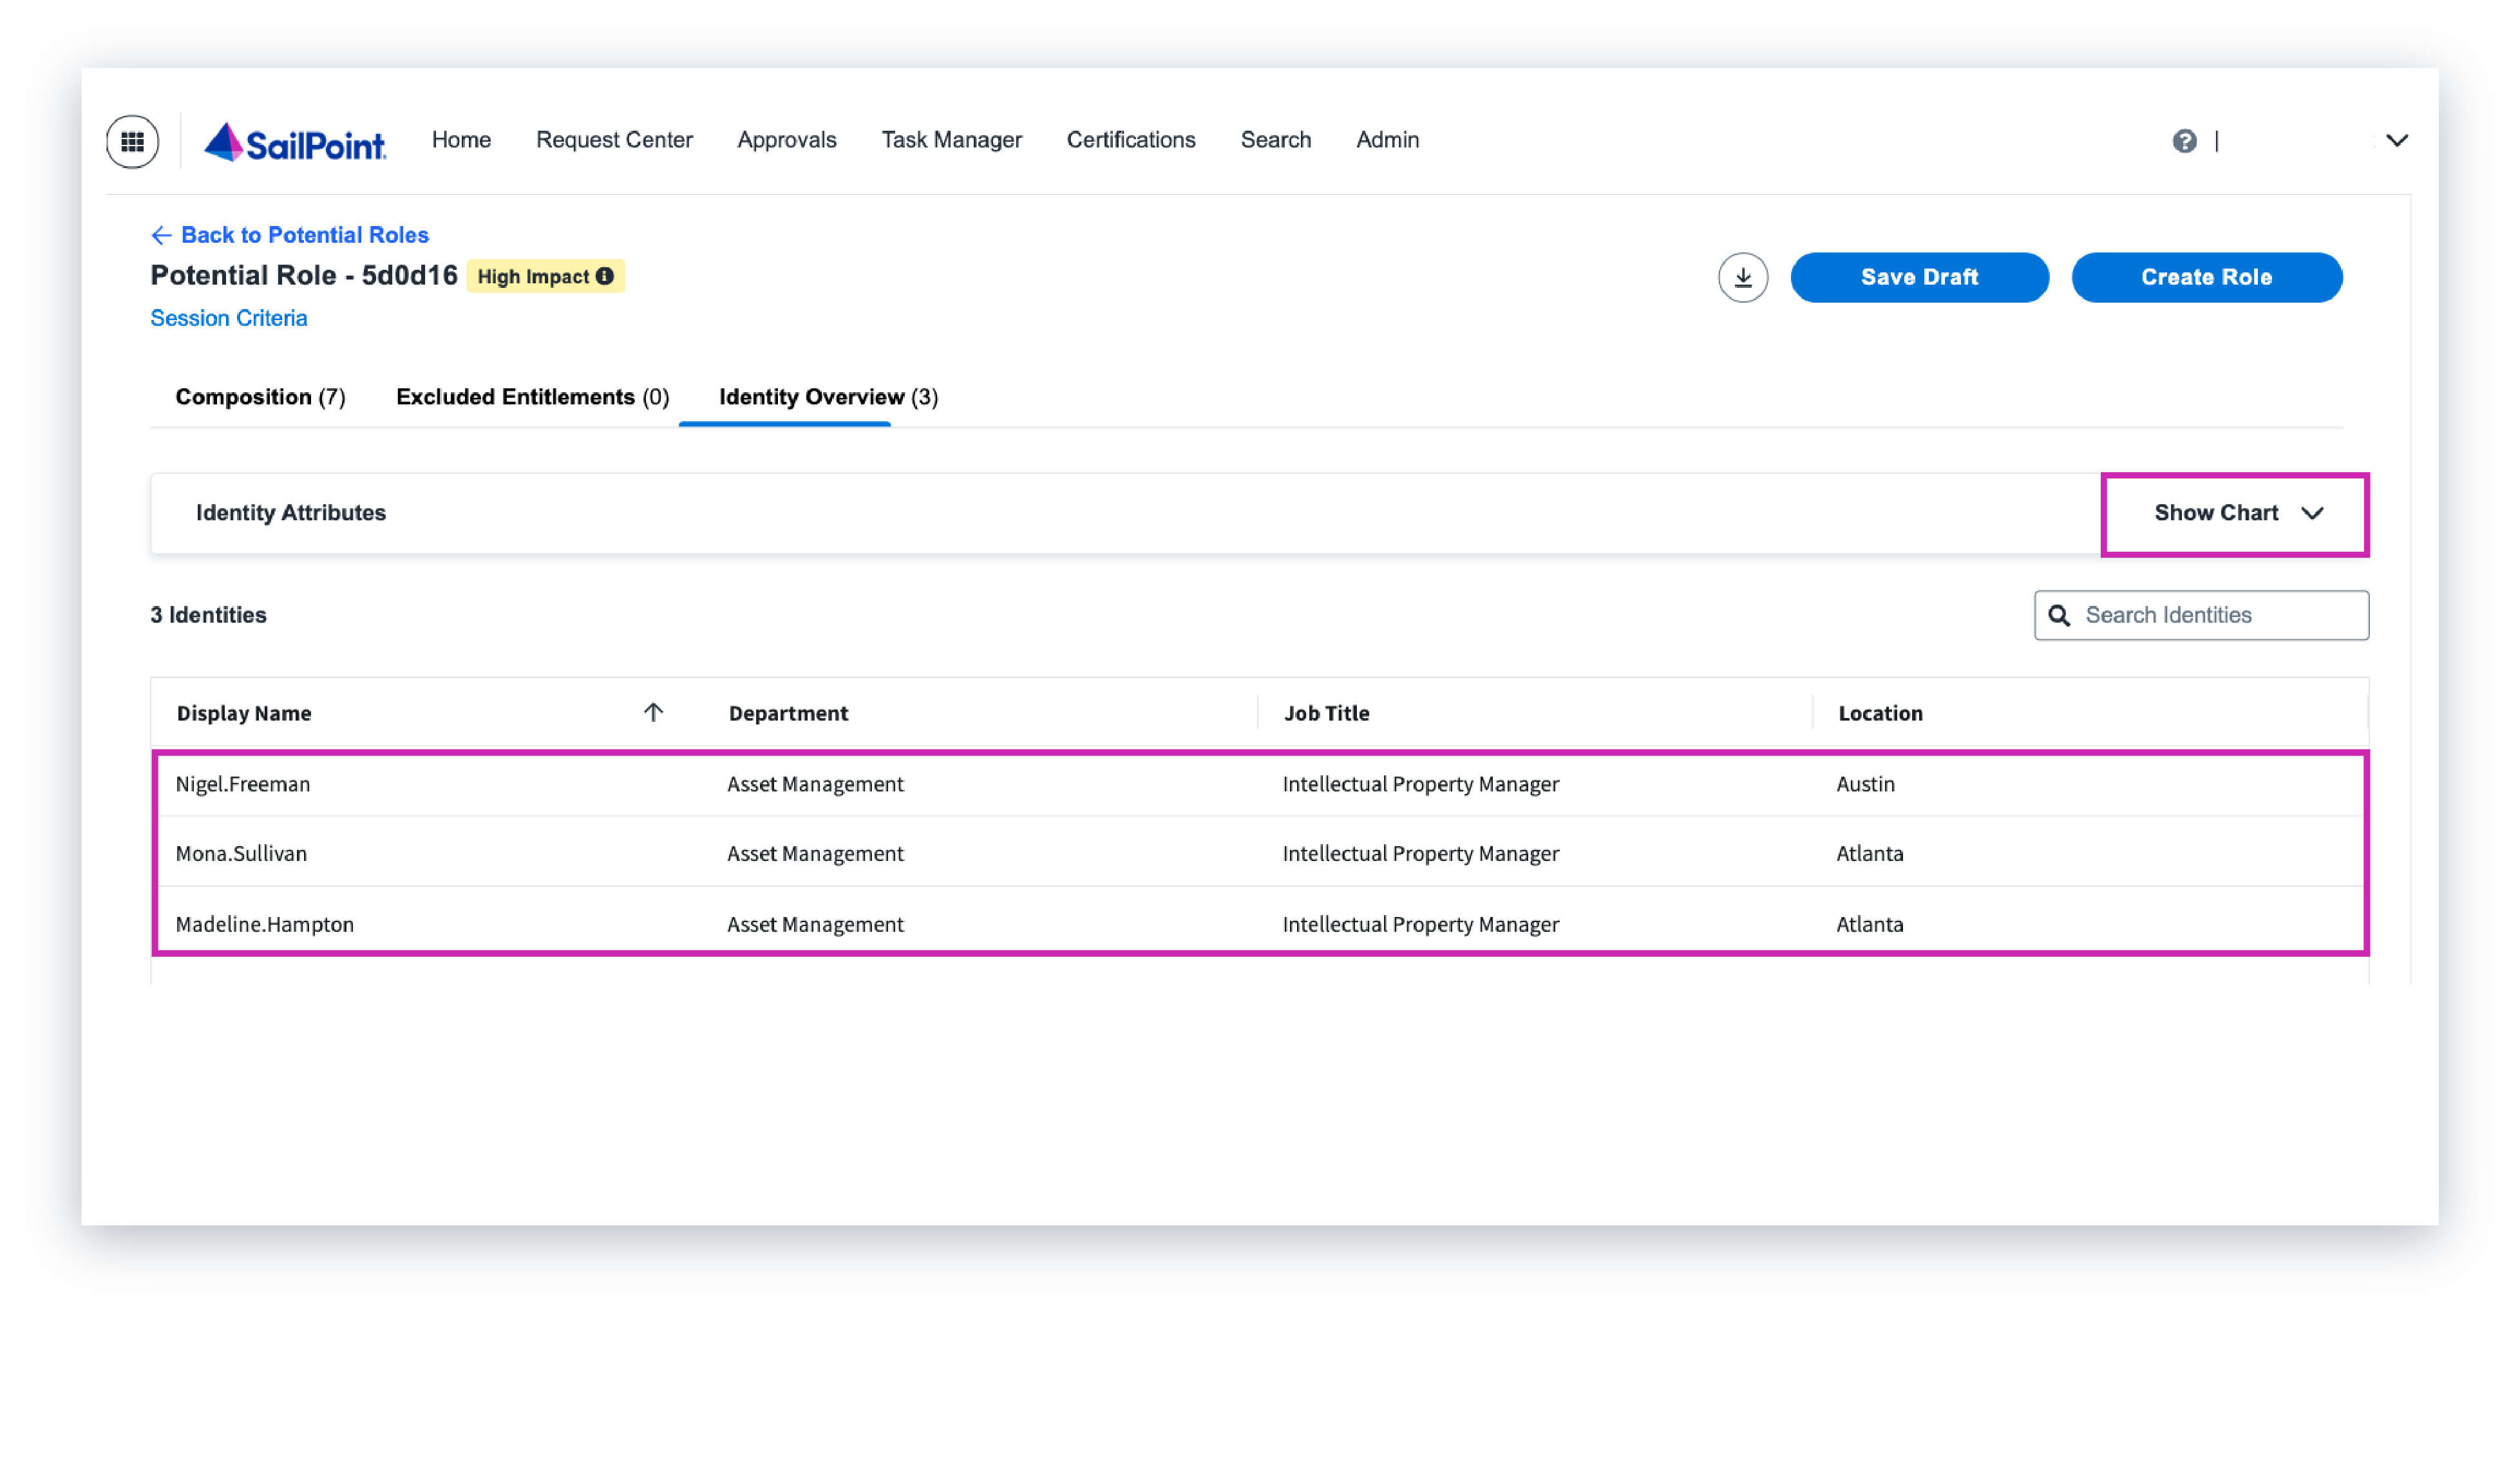 SailPoint. Home Request Center Approvals Task Manager Certifications Search Admin ? |
Back to Potential Roles
Potential Role - 5d0d16 High Impact
Save Draft Create Role
Session Criteria
Composition (7) Excluded Entitlements (0) Identity Overview (3)
Identity Attributes Show Chart
3 Identities Search Identities
Display Name Department Job Title Location
Nigel.Freeman Asset Management Intellectual Property Manager Austin
Mona.Sullivan Asset Management Intellectual Property Manager Atlanta
Madeline.Hampton Asset Management Intellectual Property Manager Atlanta